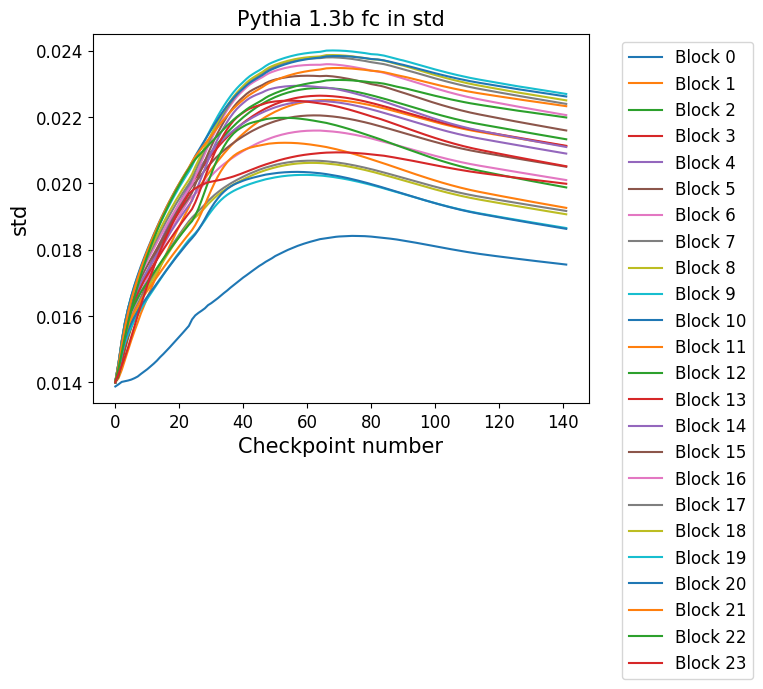 Pythia 1.3b fc in std
std
0.024
0.022
0.020
0.018
0.016
0.014
0 20 40 60 80 100 120 140
Checkpoint number
Block 0
Block 1
Block 2
Block 3
Block 4
Block 5
Block 6
Block 7
Block 8
Block 9
Block 10
Block 11
Block 12
Block 13
Block 14
Block 15
Block 16
Block 17
Block 18
Block 19
Block 20
Block 21
Block 22
Block 23